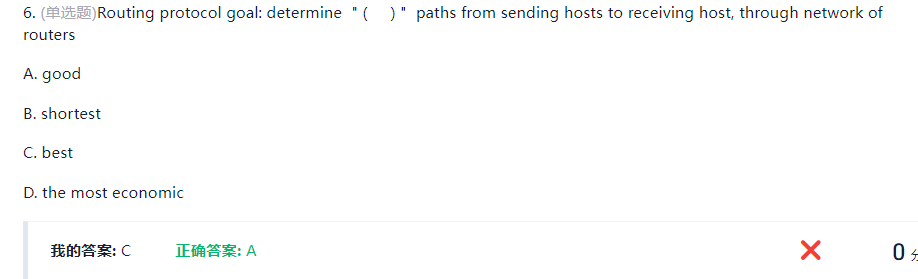 6. (单选题)Routing protocol goal: determine "( )" paths from sending hosts to receiving host, through network of
routers
A. good
B. shortest
C. best
D. the most economic
我的答案: C 正确答案: A 0